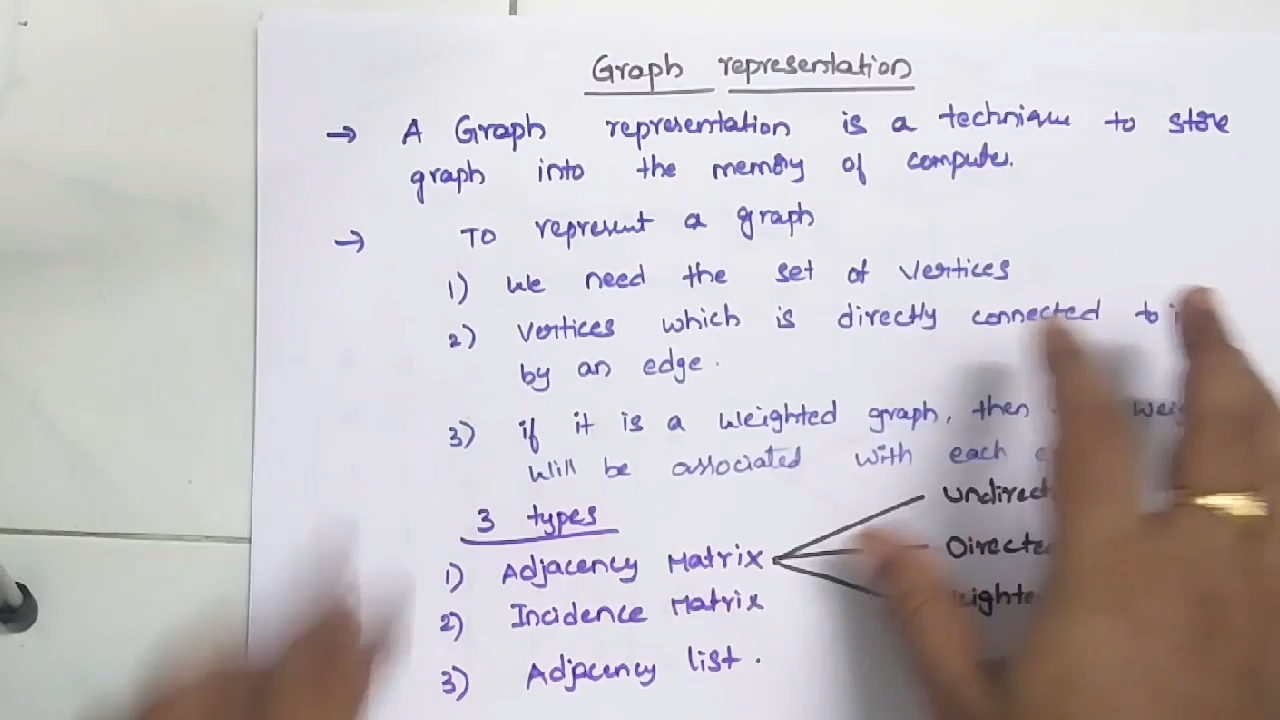 Graph representation
→ A Graph representation is a technique to store
graph into the memory of computer.
→ To represent a graph
1) We need the set of vertices
2) Vertices which is directly connected to
by an edge.
3) if it is a weighted graph, then
will be associated with each
3 types
1) Adjacency Matrix
2) Incidence Matrix
3) Adjacency list.